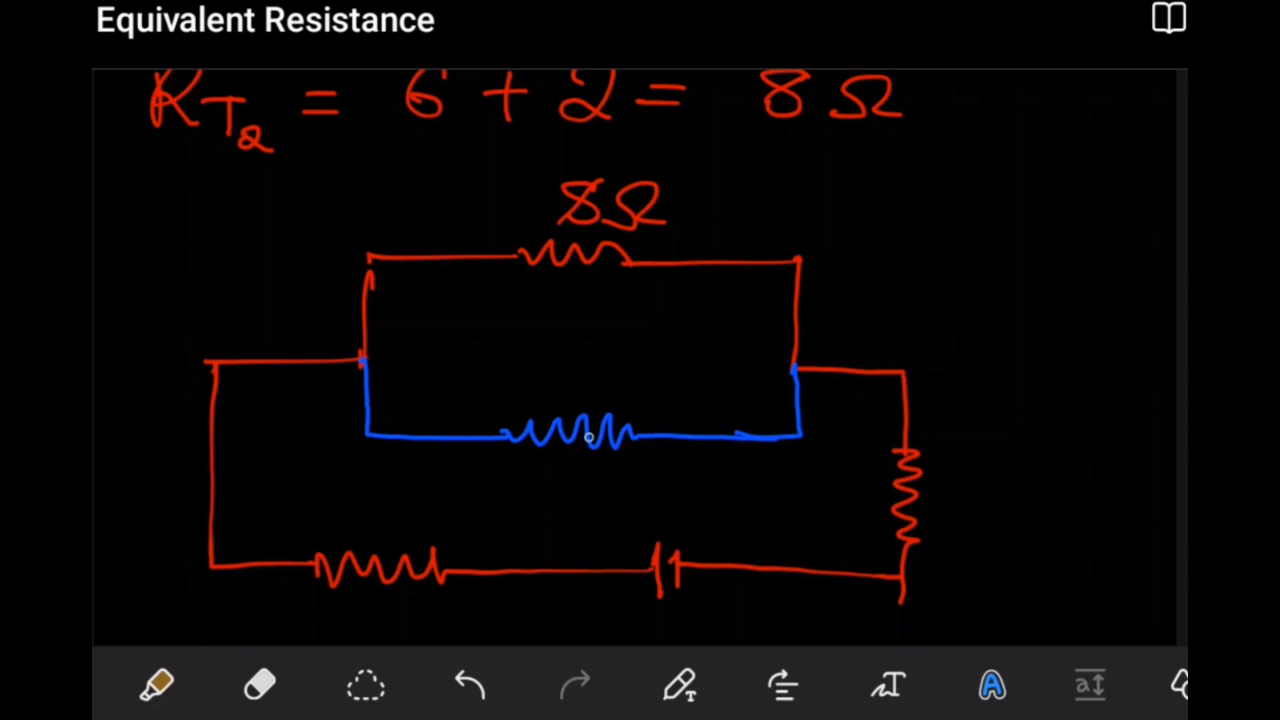 Equivalent Resistance
R_T₂ = 6 + 2 = 8 Ω
8Ω
T
T
A
a